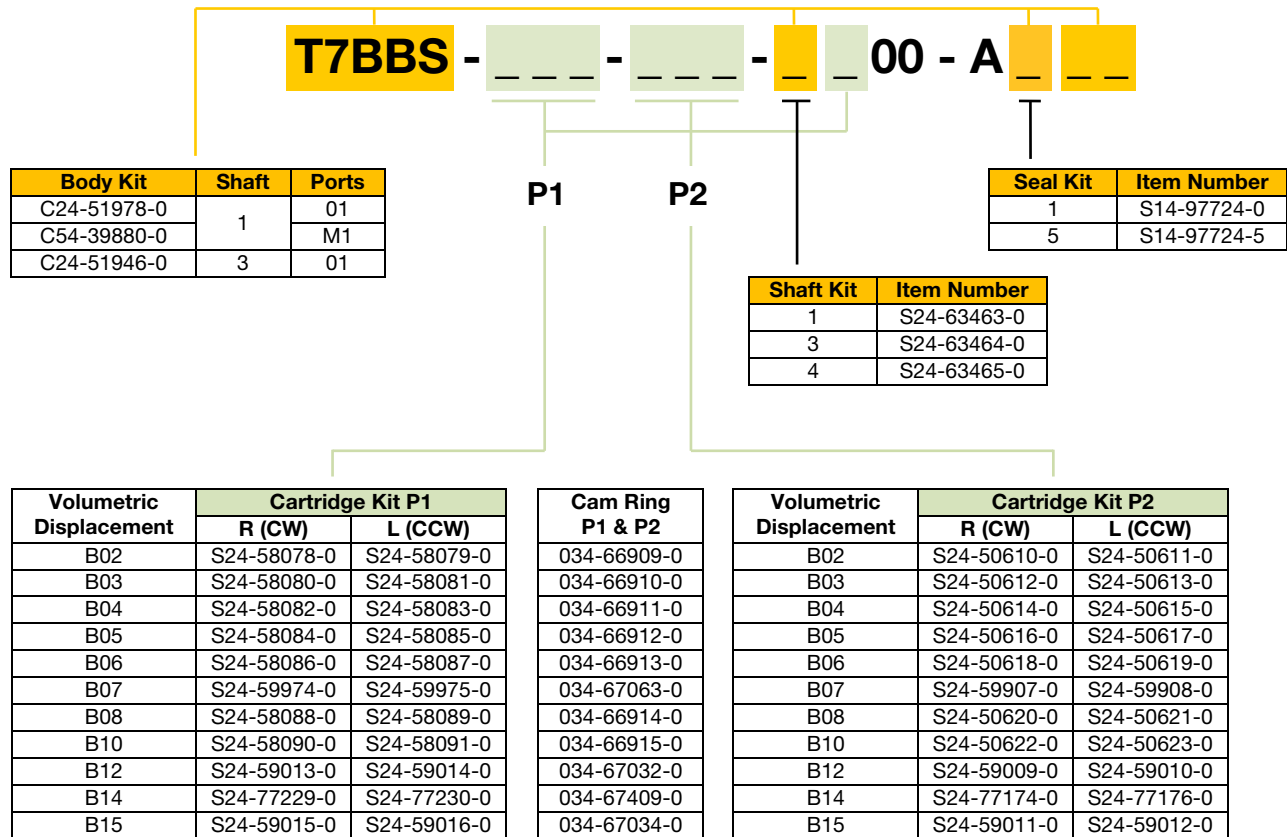 T7BBS - _ _ _ - _ _ _ - _ _ 00 - A _ _ _
Body Kit Shaft Ports
C24-51978-0 1 01
C54-39880-0 M1
C24-51946-0 3 01
P1 P2
Seal Kit Item Number
1 S14-97724-0
5 S14-97724-5
Shaft Kit Item Number
1 S24-63463-0
3 S24-63464-0
4 S24-63465-0
Volumetric Displacement Cartridge Kit P1
R (CW) L (CCW)
B02 S24-58078-0 S24-58079-0
B03 S24-58080-0 S24-58081-0
B04 S24-58082-0 S24-58083-0
B05 S24-58084-0 S24-58085-0
B06 S24-58086-0 S24-58087-0
B07 S24-59974-0 S24-59975-0
B08 S24-58088-0 S24-58089-0
B10 S24-58090-0 S24-58091-0
B12 S24-59013-0 S24-59014-0
B14 S24-77229-0 S24-77230-0
B15 S24-59015-0 S24-59016-0
Cam Ring
P1 & P2
034-66909-0
034-66910-0
034-66911-0
034-66912-0
034-66913-0
034-67063-0
034-66914-0
034-66915-0
034-67032-0
034-67409-0
034-67034-0
Volumetric Displacement Cartridge Kit P2
R (CW) L (CCW)
B02 S24-50610-0 S24-50611-0
B03 S24-50612-0 S24-50613-0
B04 S24-50614-0 S24-50615-0
B05 S24-50616-0 S24-50617-0
B06 S24-50618-0 S24-50619-0
B07 S24-59907-0 S24-59908-0
B08 S24-50620-0 S24-50621-0
B10 S24-50622-0 S24-50623-0
B12 S24-59009-0 S24-59010-0
B14 S24-77174-0 S24-77176-0
B15 S24-59011-0 S24-59012-0